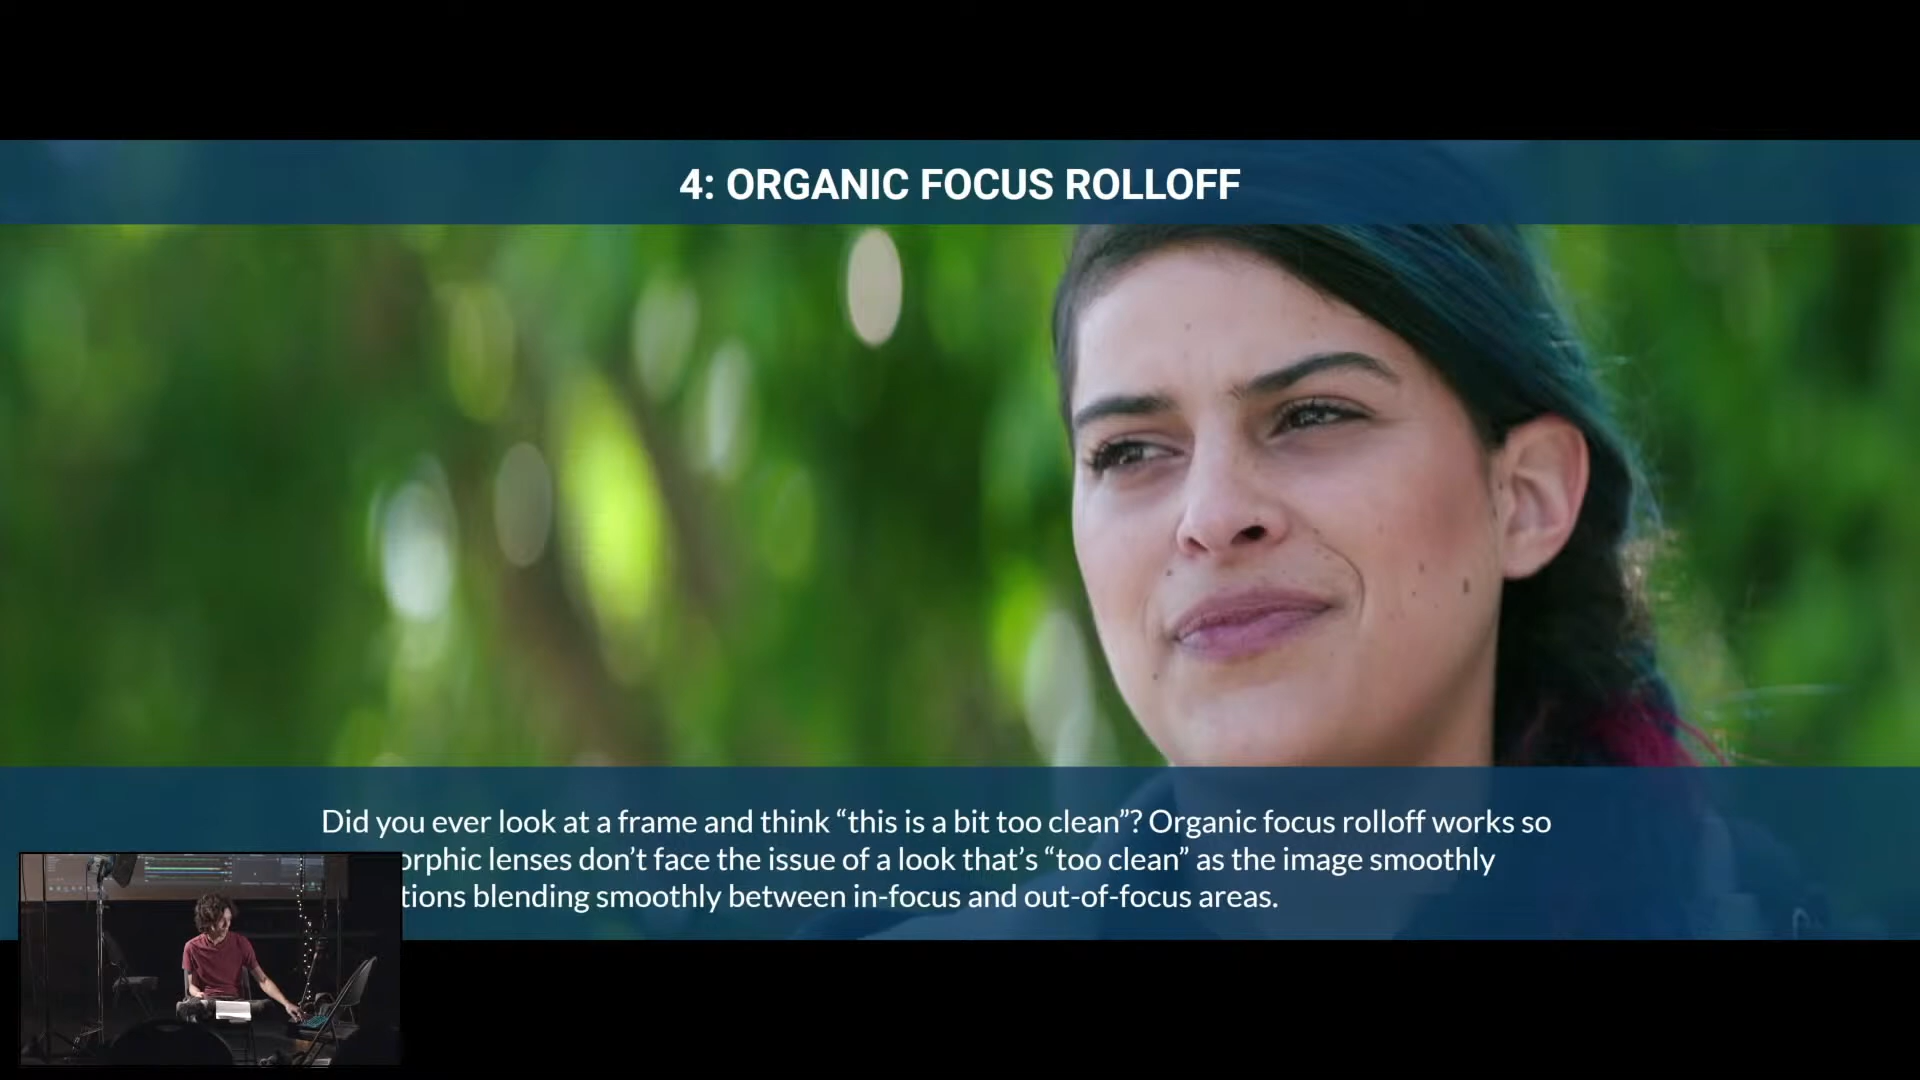 4: ORGANIC FOCUS ROLLOFF
Did you ever look at a frame and think “this is a bit too clean”? Organic focus rolloff works so
orphic lenses don’t face the issue of a look that’s “too clean” as the image smoothly
tions blending smoothly between in-focus and out-of-focus areas.